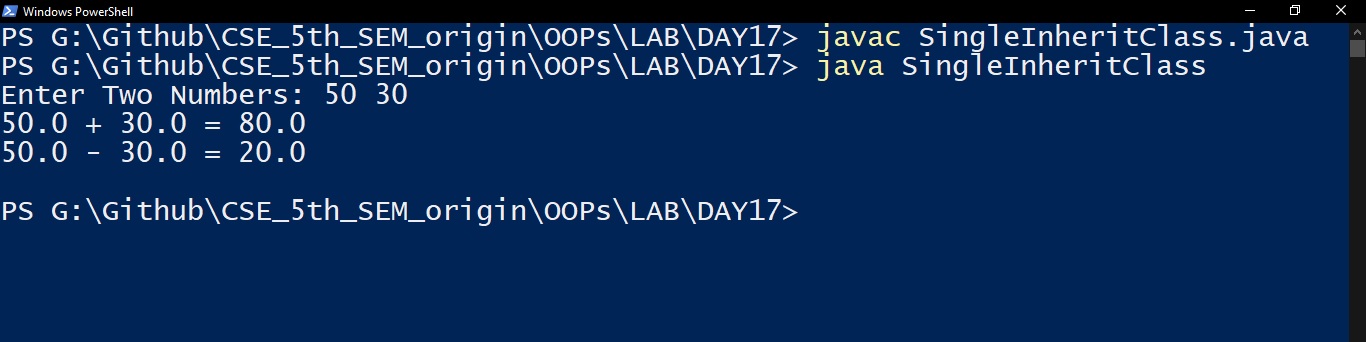 Windows PowerShell
PS G:\Github\CSE_5th_SEM_origin\OOPs\LAB\DAY17> javac SingleInheritClass.java
PS G:\Github\CSE_5th_SEM_origin\OOPs\LAB\DAY17> java SingleInheritClass
Enter Two Numbers: 50 30
50.0 + 30.0 = 80.0
50.0 - 30.0 = 20.0
PS G:\Github\CSE_5th_SEM_origin\OOPs\LAB\DAY17>